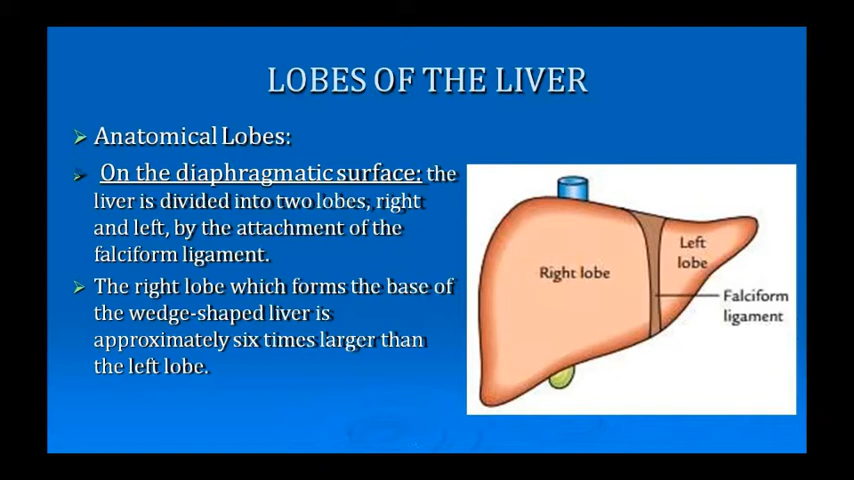 LOBES OF THE LIVER
Anatomical Lobes:
On the diaphragmatic surface: the
liver is divided into two lobes, right
and left, by the attachment of the
falciform ligament.
The right lobe which forms the base of
the wedge-shaped liver is
approximately six times larger than
the left lobe.
Right lobe
Left
lobe
Falciform
ligament